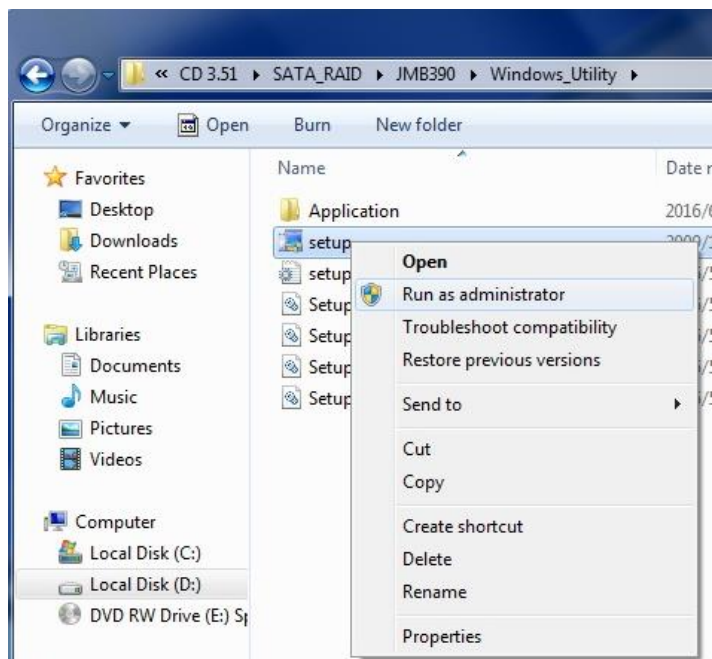 « CD 3.51 ▸ SATA_RAID ▸ JMB390 ▸ Windows_Utility ▸
Organize ▾ Open Burn New folder
Favorites
Desktop
Downloads
Recent Places
Libraries
Documents
Music
Pictures
Videos
Computer
Local Disk (C:)
Local Disk (D:)
DVD RW Drive (E:)
Name Date
Application 2016/
setup
setup
Setup
Setup
Setup
Setup
Open
Run as administrator
Troubleshoot compatibility
Restore previous versions
Send to
Cut
Copy
Create shortcut
Delete
Rename
Properties